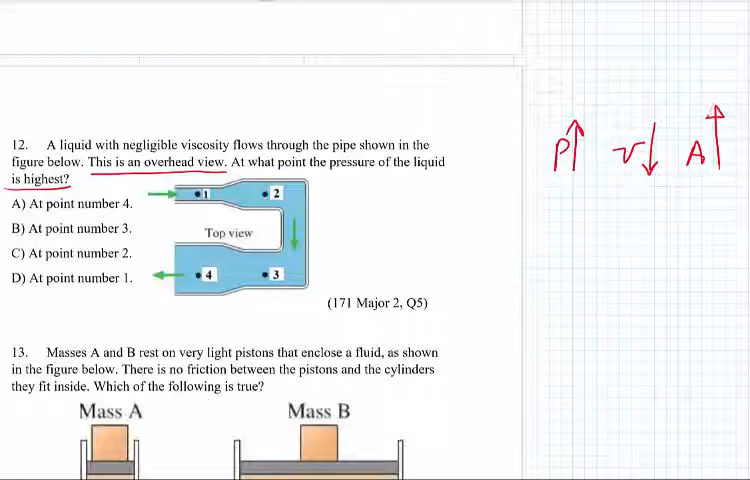 12. A liquid with negligible viscosity flows through the pipe shown in the
figure below. This is an overhead view. At what point the pressure of the liquid
is highest?
A) At point number 4.
B) At point number 3.
C) At point number 2.
D) At point number 1.
1
2
Top view
4
3
(171 Major 2, Q5)
P↑ v↓ A↑
13. Masses A and B rest on very light pistons that enclose a fluid, as shown
in the figure below. There is no friction between the pistons and the cylinders
they fit inside. Which of the following is true?
Mass A
Mass B